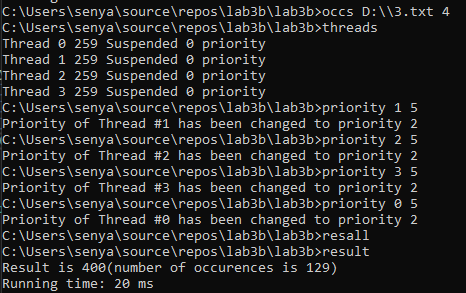 C:\Users\senya\source\repos\lab3b\lab3b>occs D:\\3.txt 4
C:\Users\senya\source\repos\lab3b\lab3b>threads
Thread 0 259 Suspended 0 priority
Thread 1 259 Suspended 0 priority
Thread 2 259 Suspended 0 priority
Thread 3 259 Suspended 0 priority
C:\Users\senya\source\repos\lab3b\lab3b>priority 1 5
Priority of Thread #1 has been changed to priority 2
C:\Users\senya\source\repos\lab3b\lab3b>priority 2 5
Priority of Thread #2 has been changed to priority 2
C:\Users\senya\source\repos\lab3b\lab3b>priority 3 5
Priority of Thread #3 has been changed to priority 2
C:\Users\senya\source\repos\lab3b\lab3b>priority 0 5
Priority of Thread #0 has been changed to priority 2
C:\Users\senya\source\repos\lab3b\lab3b>resall
C:\Users\senya\source\repos\lab3b\lab3b>result
Result is 400(number of occurences is 129)
Running time: 20 ms